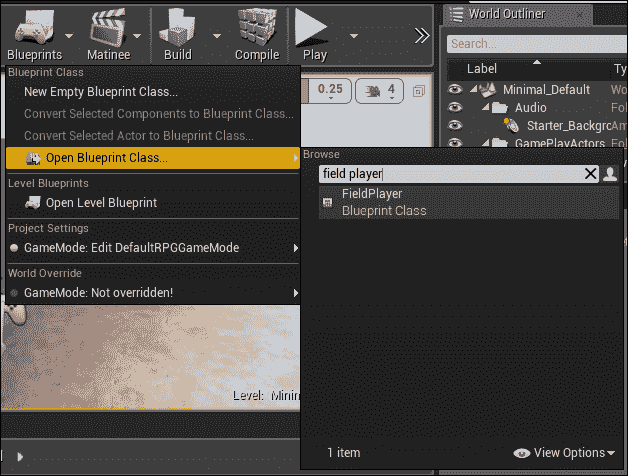 Blueprints Matinee Build Compile Play
World Outliner
Search...
Label Ty
Blueprint Class
New Empty Blueprint Class...
Convert Selected Components to Blueprint Class...
Convert Selected Actor to Blueprint Class...
Open Blueprint Class...
Level Blueprints
Open Level Blueprint
Project Settings
GameMode: Edit DefaultRPGGameMode
World Override
GameMode: Not overridden!
0.25 4
Minimal_Default Wo
Audio Fol
Starter_Backgrc Am
GamePlayActors Fol
Browse
field player
FieldPlayer
Blueprint Class
1 item View Options
Level: Minir